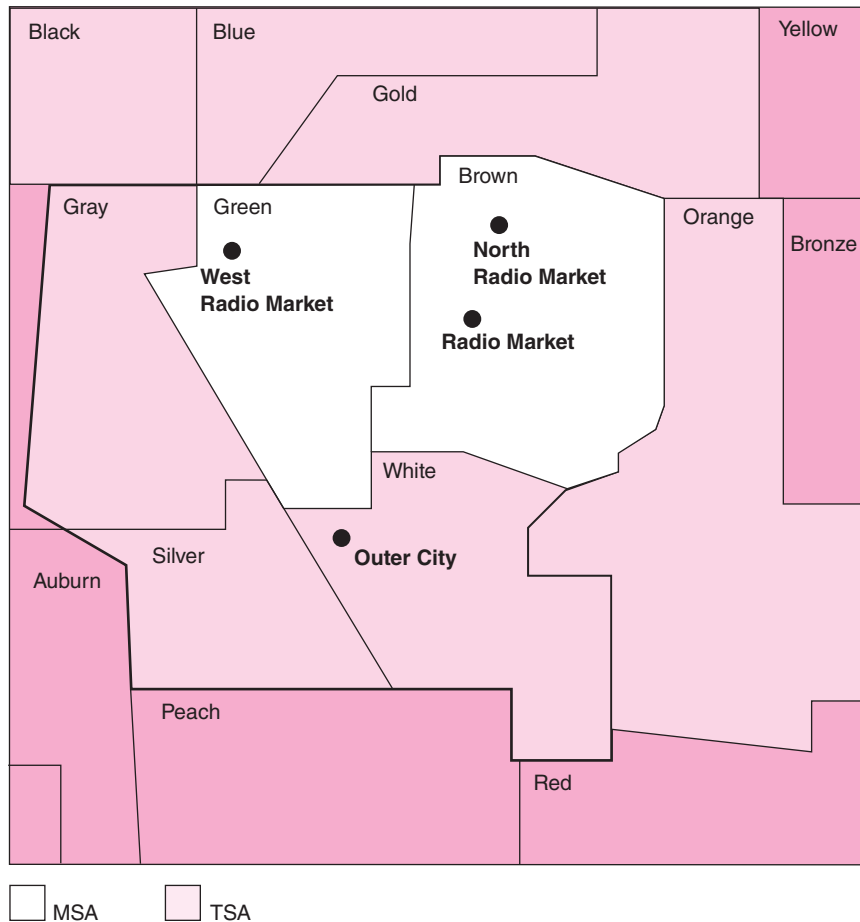 Black
Blue
Yellow
Gold
Brown
Gray
Green
Orange
North
Radio Market
Bronze
West
Radio Market
Radio Market
White
Silver
Outer City
Auburn
Peach
Red
MSA
TSA